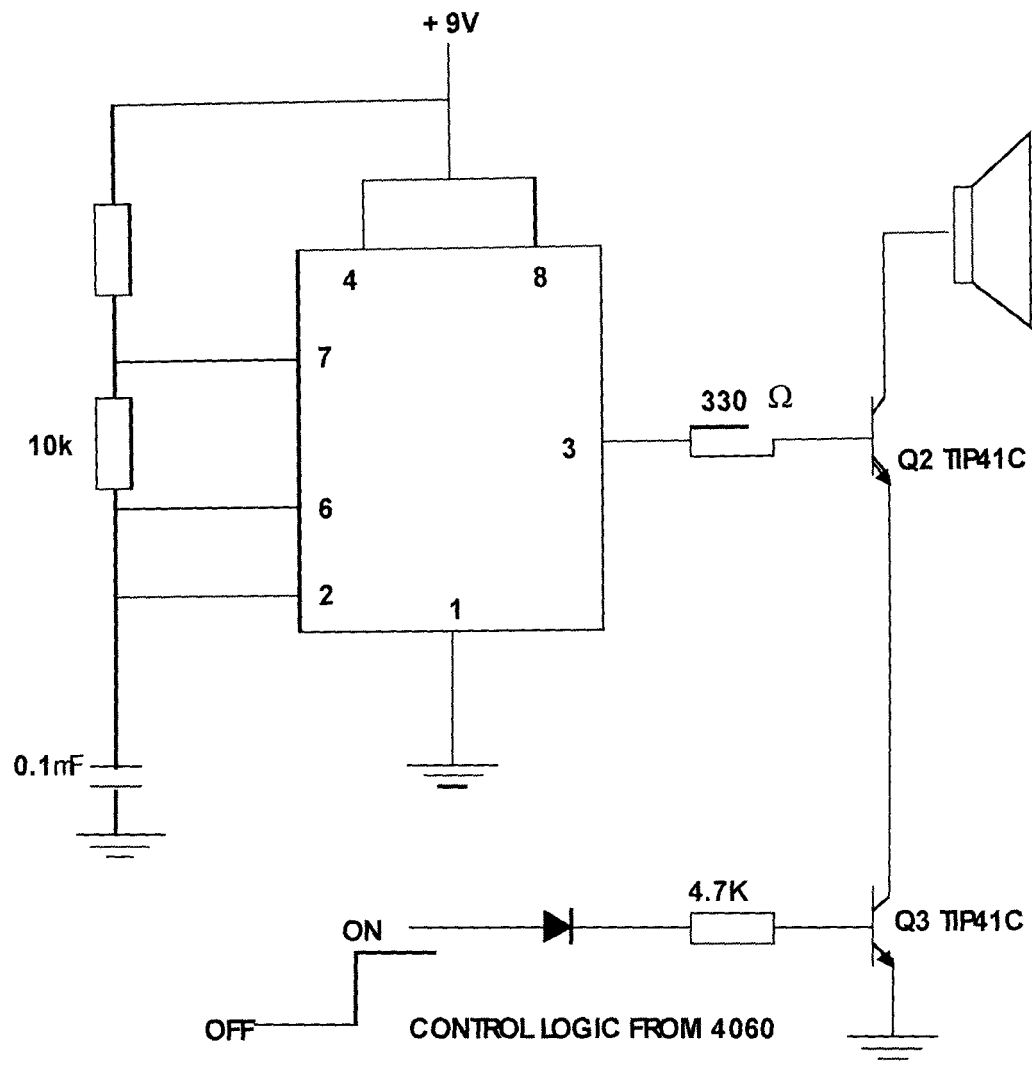 + 9V
4
8
7
330 Ω
10k
3
Q2 TIP41C
6
2
1
0.1mF
4.7K
ON
Q3 TIP41C
OFF
CONTROL LOGIC FROM 4060